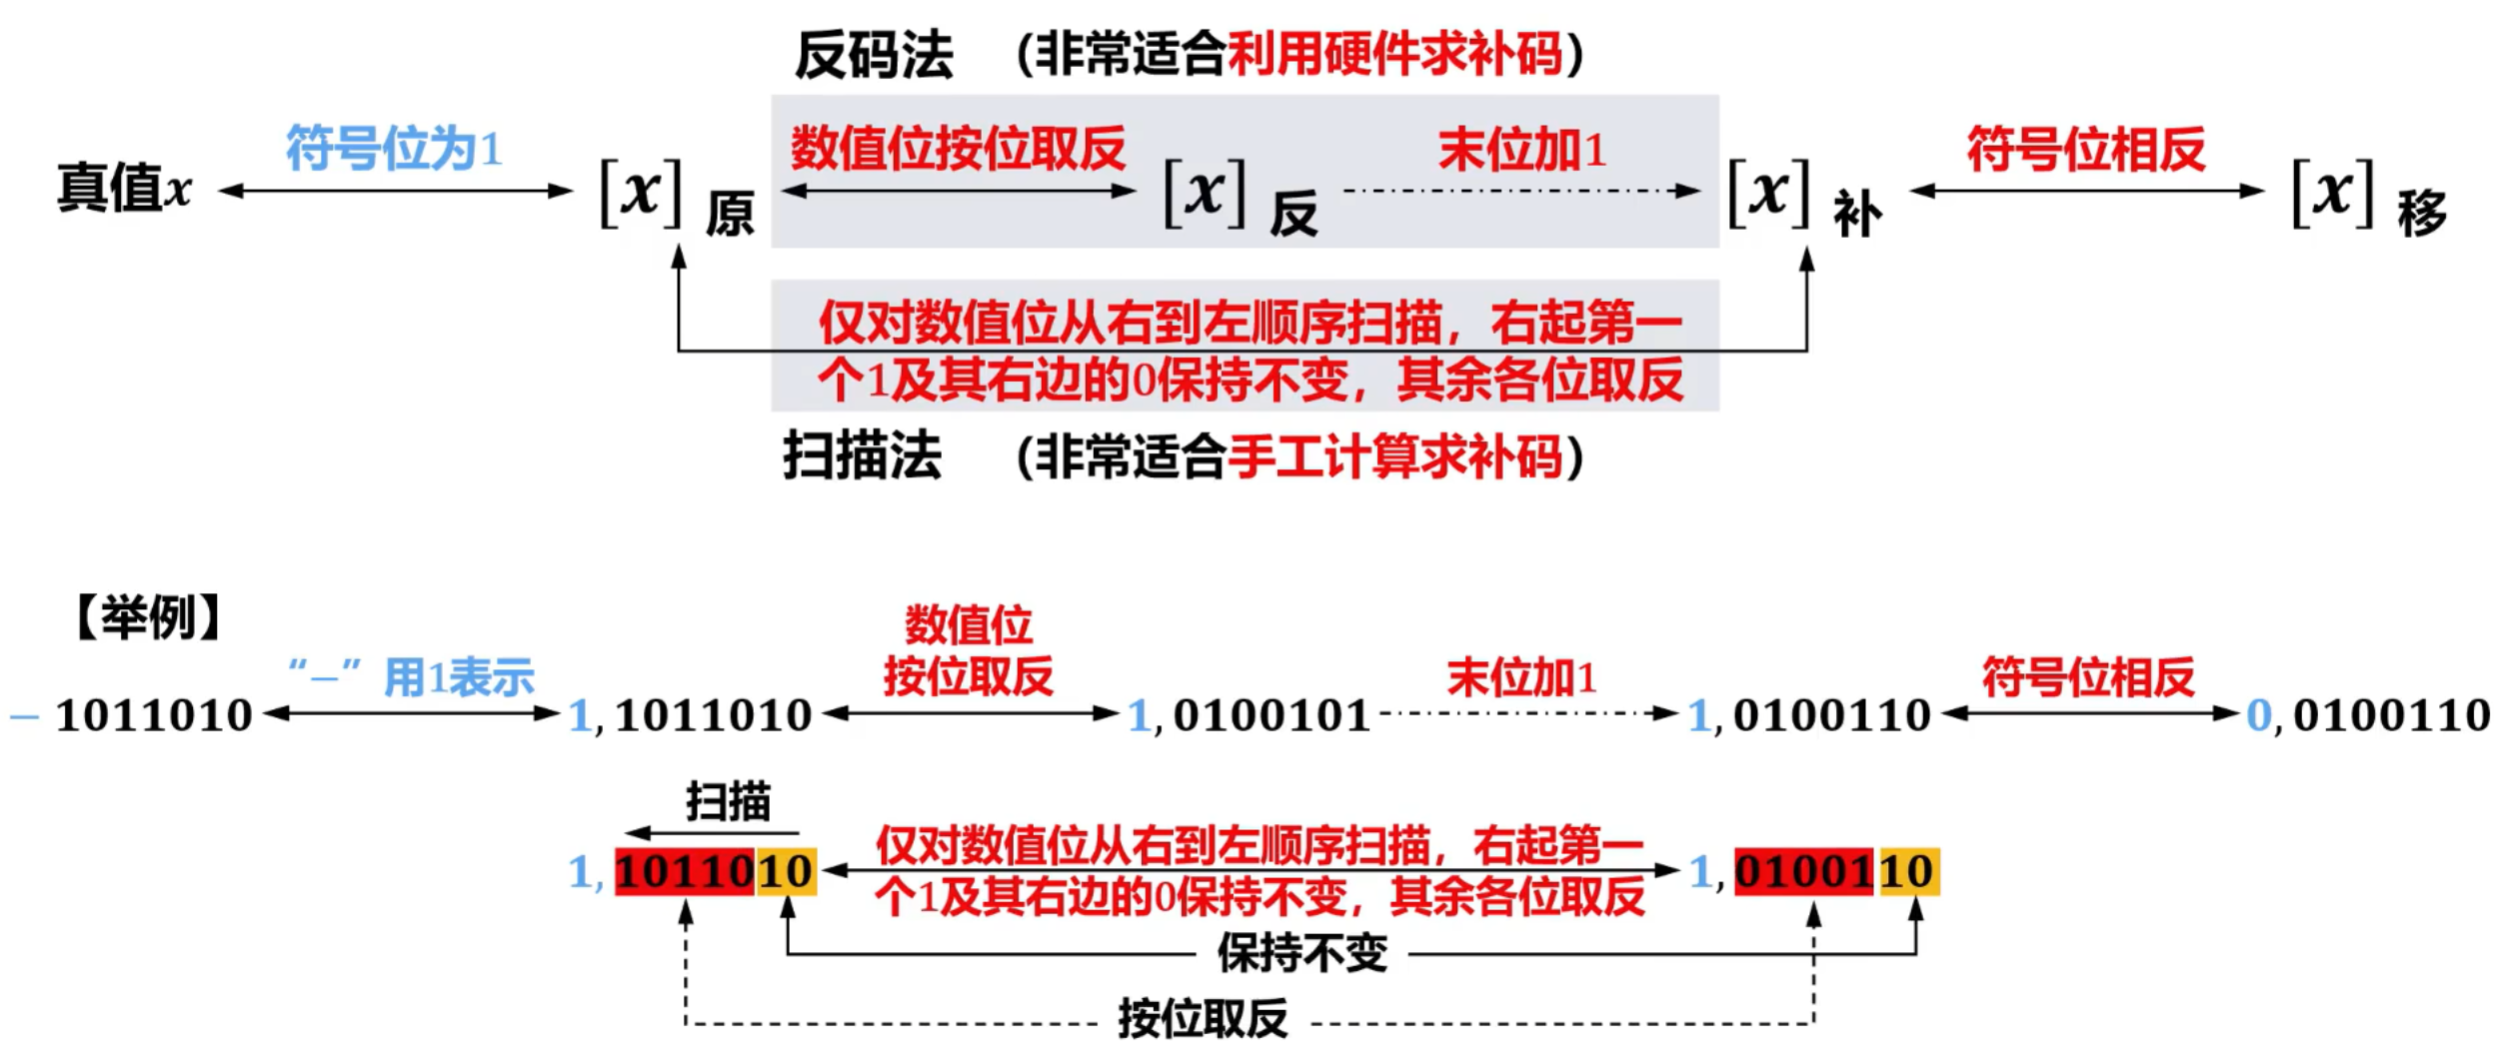 反码法 (非常适合利用硬件求补码)
符号位为1 数值位按位取反 末位加1 符号位相反
真值x [x]原 [x]反 [x]补 [x]移
仅对数值位从右到左顺序扫描，右起第一
个1及其右边的0保持不变，其余各位取反
扫描法 (非常适合手工计算求补码)
【举例】
数值位
“−” 用1表示 按位取反 末位加1 符号位相反
− 1011010 1, 1011010 1, 0100101 1, 0100110 0, 0100110
扫描
仅对数值位从右到左顺序扫描，右起第一
1, 1011010 1, 0100110
个1及其右边的0保持不变，其余各位取反
保持不变
按位取反